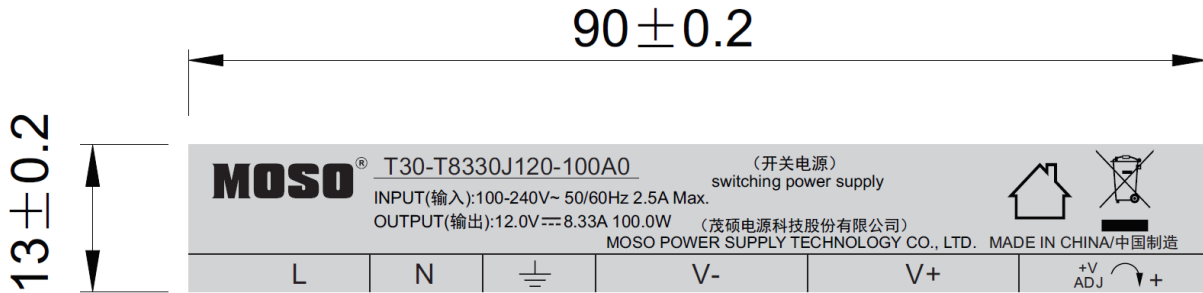 90±0.2
13±0.2
MOSO® T30-T8330J120-100A0
(开关电源)
switching power supply
INPUT(输入):100-240V~ 50/60Hz 2.5A Max.
OUTPUT(输出):12.0V⎓8.33A 100.0W
(茂硕电源科技股份有限公司)
MOSO POWER SUPPLY TECHNOLOGY CO., LTD. MADE IN CHINA/中国制造
L N V- V+ +V ADJ +